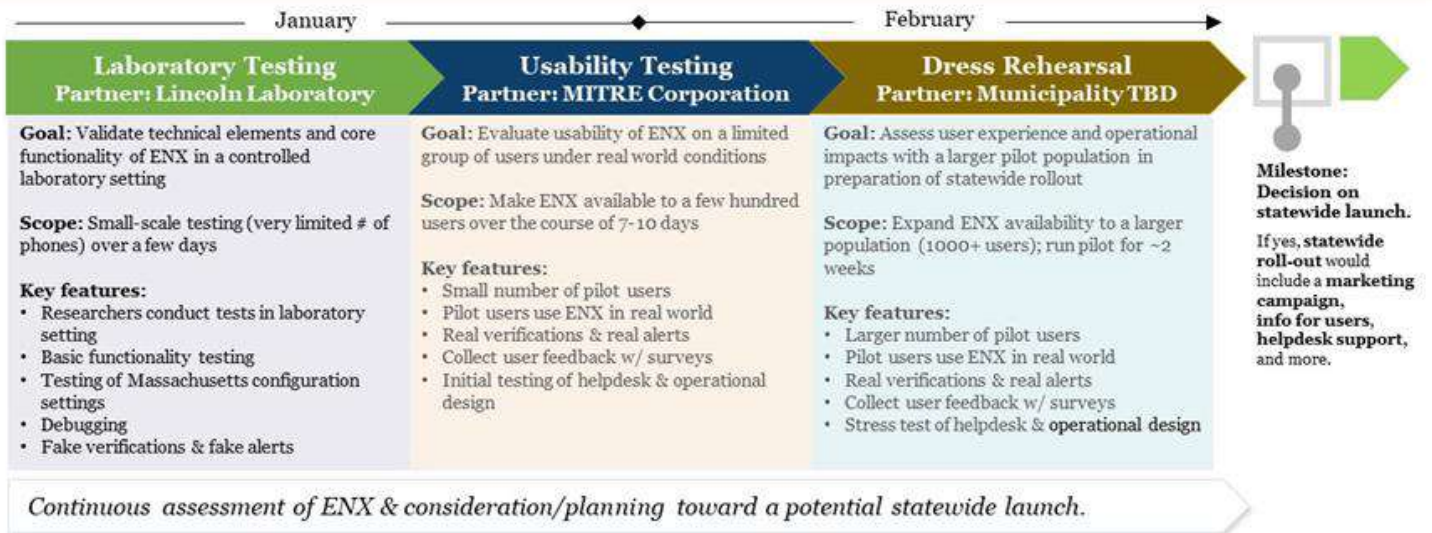 January
February
Laboratory Testing
Partner: Lincoln Laboratory
Goal: Validate technical elements and core
functionality of ENX in a controlled
laboratory setting
Scope: Small-scale testing (very limited # of
phones) over a few days
Key features:
• Researchers conduct tests in laboratory
setting
• Basic functionality testing
• Testing of Massachusetts configuration
settings
• Debugging
• Fake verifications & fake alerts
Usability Testing
Partner: MITRE Corporation
Goal: Evaluate usability of ENX on a limited
group of users under real world conditions
Scope: Make ENX available to a few hundred
users over the course of 7-10 days
Key features:
• Small number of pilot users
• Pilot users use ENX in real world
• Real verifications & real alerts
• Collect user feedback w/ surveys
• Initial testing of helpdesk & operational
design
Dress Rehearsal
Partner: Municipality TBD
Goal: Assess user experience and operational
impacts with a larger pilot population in
preparation of statewide rollout
Scope: Expand ENX availability to a larger
population (1000+ users); run pilot for ~2
weeks
Key features:
• Larger number of pilot users
• Pilot users use ENX in real world
• Real verifications & real alerts
• Collect user feedback w/ surveys
• Stress test of helpdesk & operational design
Milestone:
Decision on
statewide launch.
If yes, statewide
roll-out would
include a marketing
campaign,
info for users,
helpdesk support,
and more.
Continuous assessment of ENX & consideration/planning toward a potential statewide launch.